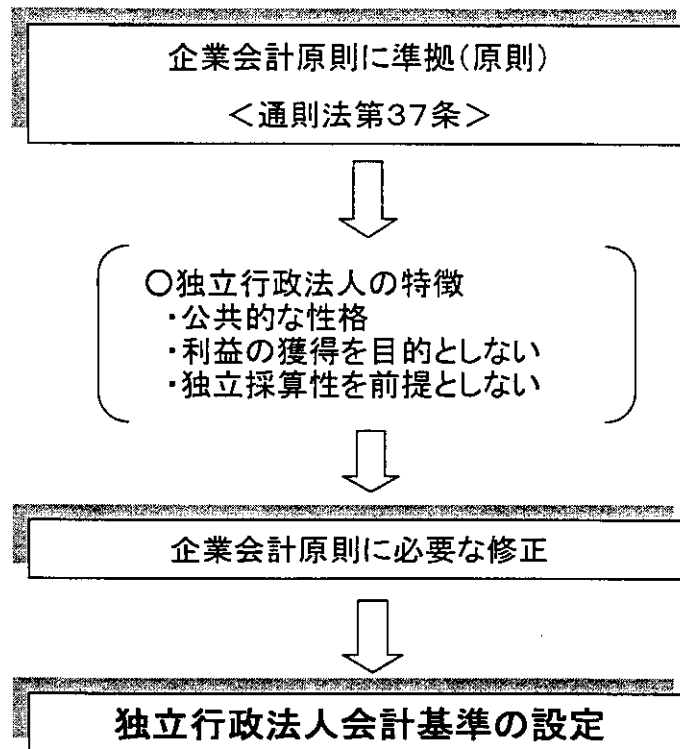 企業会計原則に準拠(原則)
＜通則法第37条＞
○独立行政法人の特徴
・公共的な性格
・利益の獲得を目的としない
・独立採算性を前提としない
企業会計原則に必要な修正
独立行政法人会計基準の設定